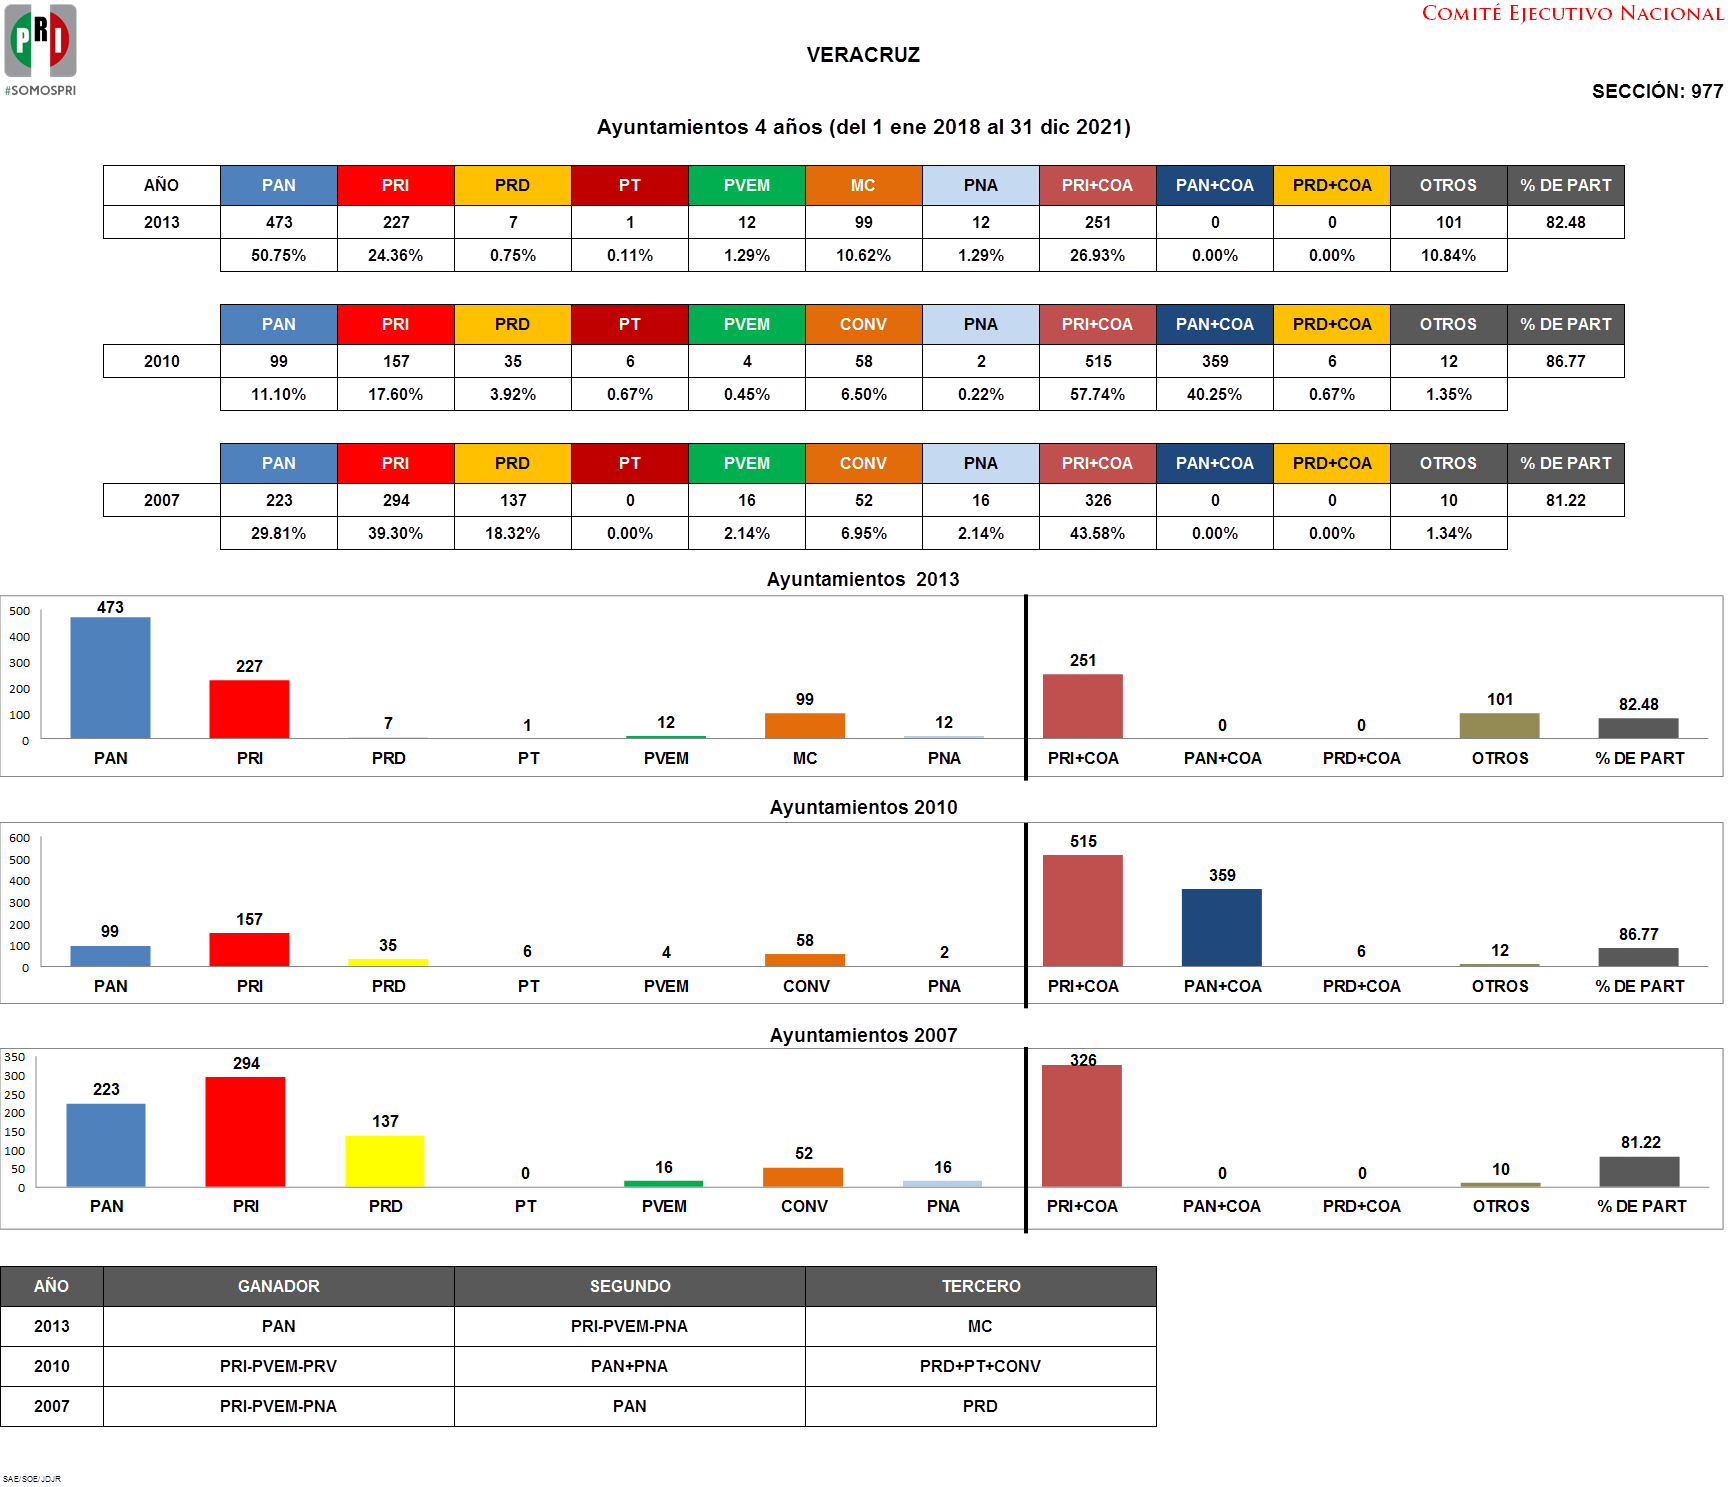 PRI
#SOMOSPRI
COMITÉ EJECUTIVO NACIONAL
VERACRUZ
SECCIÓN: 977
Ayuntamientos 4 años (del 1 ene 2018 al 31 dic 2021)
AÑO PAN PRI PRD PT PVEM MC PNA PRI+COA PAN+COA PRD+COA OTROS % DE PART
2013 473 227 7 1 12 99 12 251 0 0 101 82.48
50.75% 24.36% 0.75% 0.11% 1.29% 10.62% 1.29% 26.93% 0.00% 0.00% 10.84%
PAN PRI PRD PT PVEM CONV PNA PRI+COA PAN+COA PRD+COA OTROS % DE PART
2010 99 157 35 6 4 58 2 515 359 6 12 86.77
11.10% 17.60% 3.92% 0.67% 0.45% 6.50% 0.22% 57.74% 40.25% 0.67% 1.35%
PAN PRI PRD PT PVEM CONV PNA PRI+COA PAN+COA PRD+COA OTROS % DE PART
2007 223 294 137 0 16 52 16 326 0 0 10 81.22
29.81% 39.30% 18.32% 0.00% 2.14% 6.95% 2.14% 43.58% 0.00% 0.00% 1.34%
Ayuntamientos 2013
500
400
300
200
100
0
473 227 7 1 12 99 12 251 0 0 101 82.48
PAN PRI PRD PT PVEM MC PNA PRI+COA PAN+COA PRD+COA OTROS % DE PART
Ayuntamientos 2010
600
500
400
300
200
100
0
99 157 35 6 4 58 2 515 359 6 12 86.77
PAN PRI PRD PT PVEM CONV PNA PRI+COA PAN+COA PRD+COA OTROS % DE PART
Ayuntamientos 2007
350
300
250
200
150
100
50
0
223 294 137 0 16 52 16 326 0 0 10 81.22
PAN PRI PRD PT PVEM CONV PNA PRI+COA PAN+COA PRD+COA OTROS % DE PART
AÑO GANADOR SEGUNDO TERCERO
2013 PAN PRI-PVEM-PNA MC
2010 PRI-PVEM-PRV PAN+PNA PRD+PT+CONV
2007 PRI-PVEM-PNA PAN PRD
SAE/SOE/JDJR